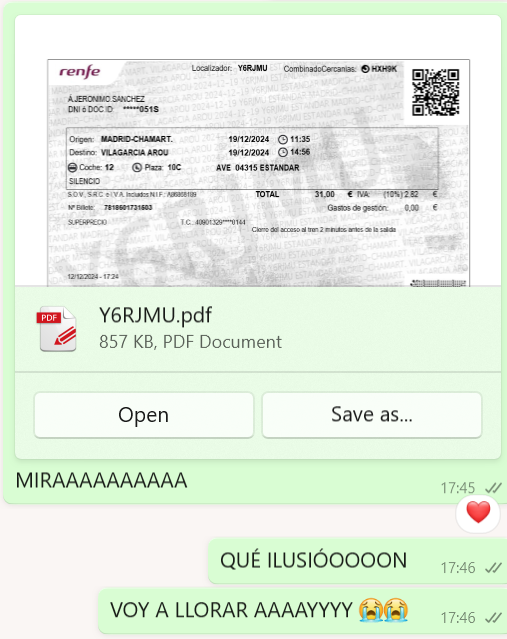 renfe
Localizador: Y6RJMU CombinadoCercanías: HXH9K
Á.JERONIMO SANCHEZ
DNI ó DOC ID *****051S
Origen: MADRID-CHAMART. 19/12/2024 11:35
Destino: VILAGARCIA AROU 19/12/2024 14:56
Coche: 12 Plaza: 10C AVE 04315 ESTANDAR
SILENCIO
TOTAL 31,00 € IVA: (10%) 2,82 €
Nº Billete: 7818601731503 Gastos de gestión: 0,00 €
SUPERPRECIO T.C.: 40901329****0144
Cierre del acceso al tren 2 minutos antes de la salida
12/12/2024 - 17:24
PDF
Y6RJMU.pdf
857 KB, PDF Document
Open Save as...
MIRAAAAAAAAAA
17:45
QUÉ ILUSIÓOOOON
17:46
VOY A LLORAR AAAAYYYY 😭😭
17:46